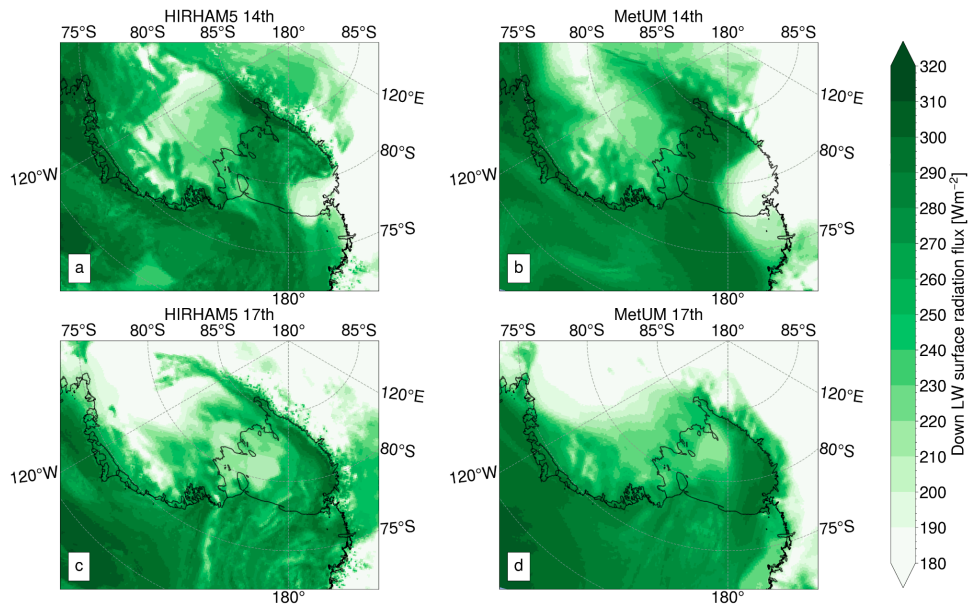 HIRHAM5 14th
75°S 80°S 85°S 180° 85°S
120°E
80°S
75°S
120°W
a
180°
MetUM 14th
75°S 80°S 85°S 180° 85°S
120°E
80°S
75°S
120°W
b
180°
HIRHAM5 17th
75°S 80°S 85°S 180° 85°S
120°E
80°S
75°S
120°W
c
180°
MetUM 17th
75°S 80°S 85°S 180° 85°S
120°E
80°S
75°S
120°W
d
180°
320
310
300
290
280
270
260
250
240
230
220
210
200
190
180
Down LW surface radiation flux [Wm⁻²]